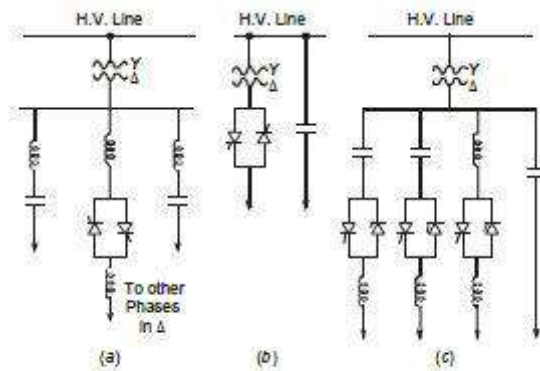 H.V. Line
H.V. Line
H.V. Line
Y
Δ
Y
Δ
Y
Δ
To other
Phases
in Δ
(a)
(b)
(c)